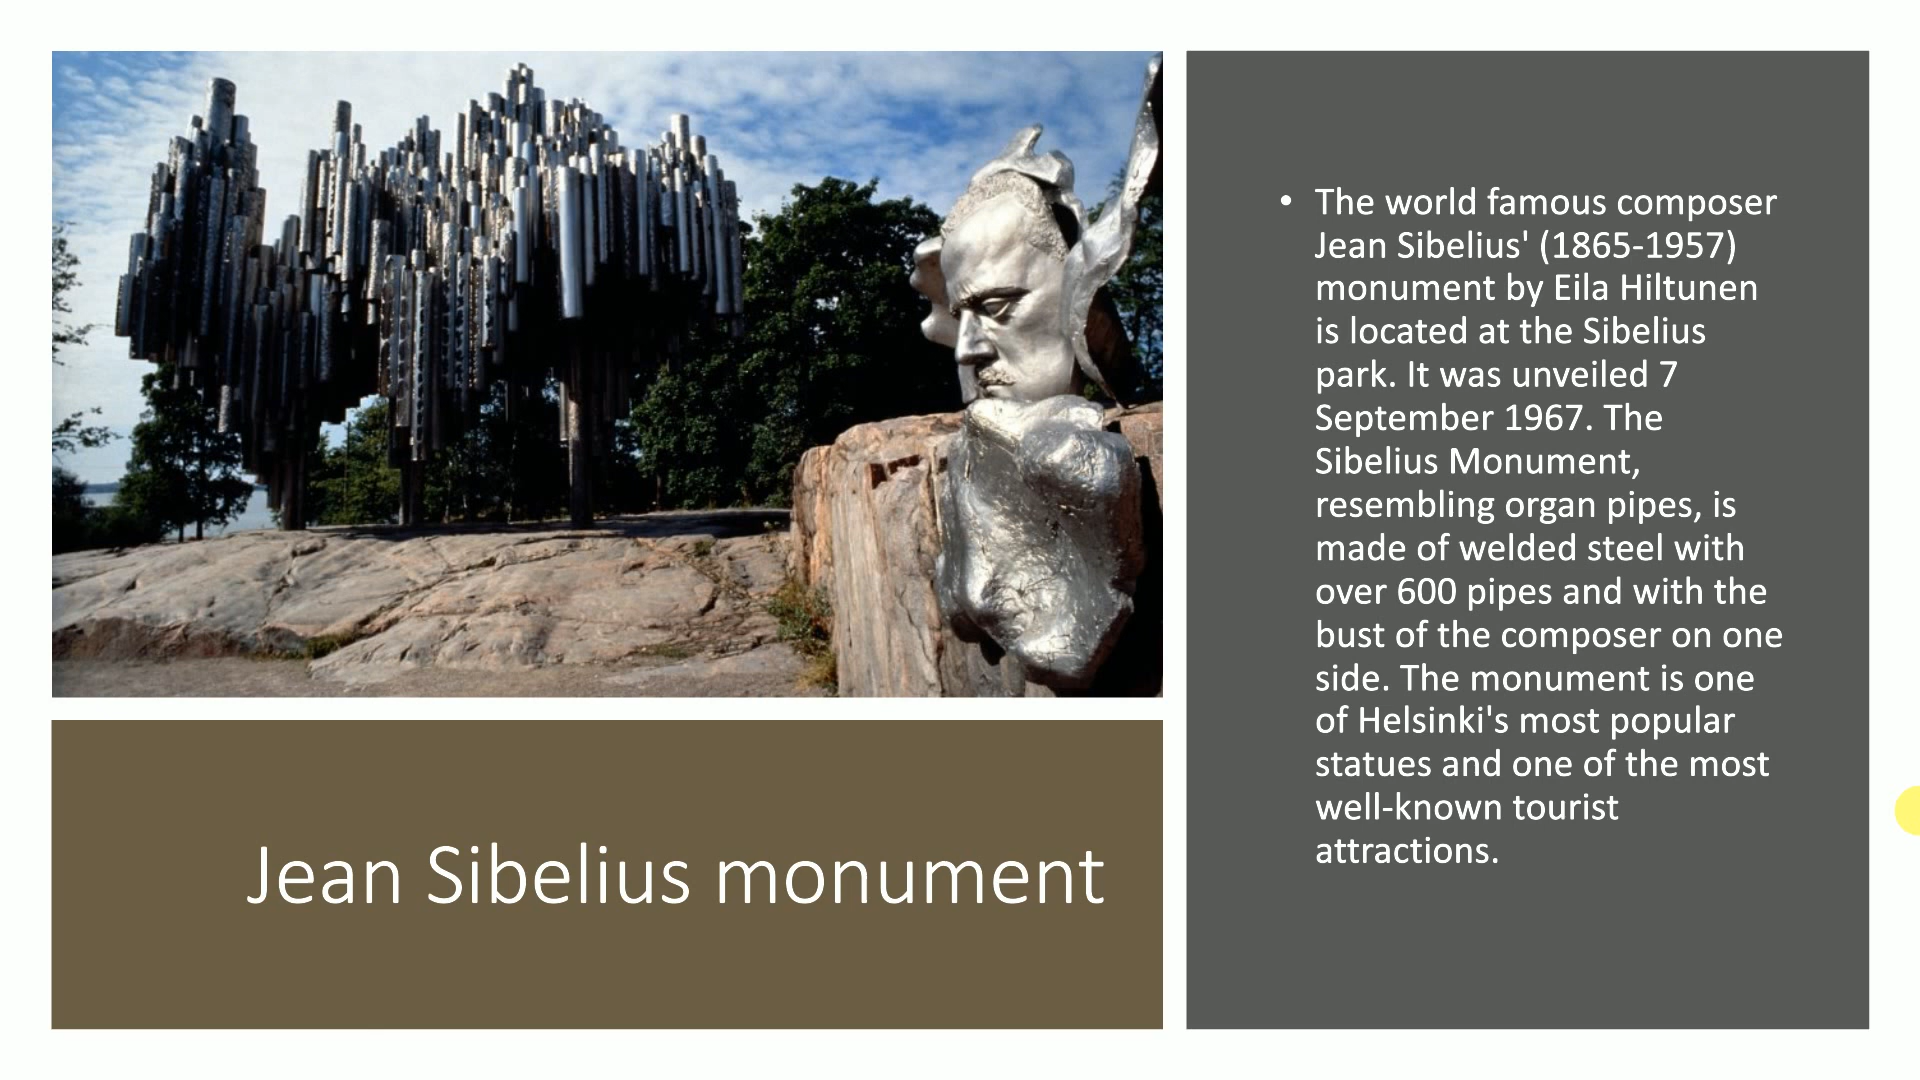 Jean Sibelius monument
• The world famous composer
Jean Sibelius' (1865-1957)
monument by Eila Hiltunen
is located at the Sibelius
park. It was unveiled 7
September 1967. The
Sibelius Monument,
resembling organ pipes, is
made of welded steel with
over 600 pipes and with the
bust of the composer on one
side. The monument is one
of Helsinki's most popular
statues and one of the most
well-known tourist
attractions.